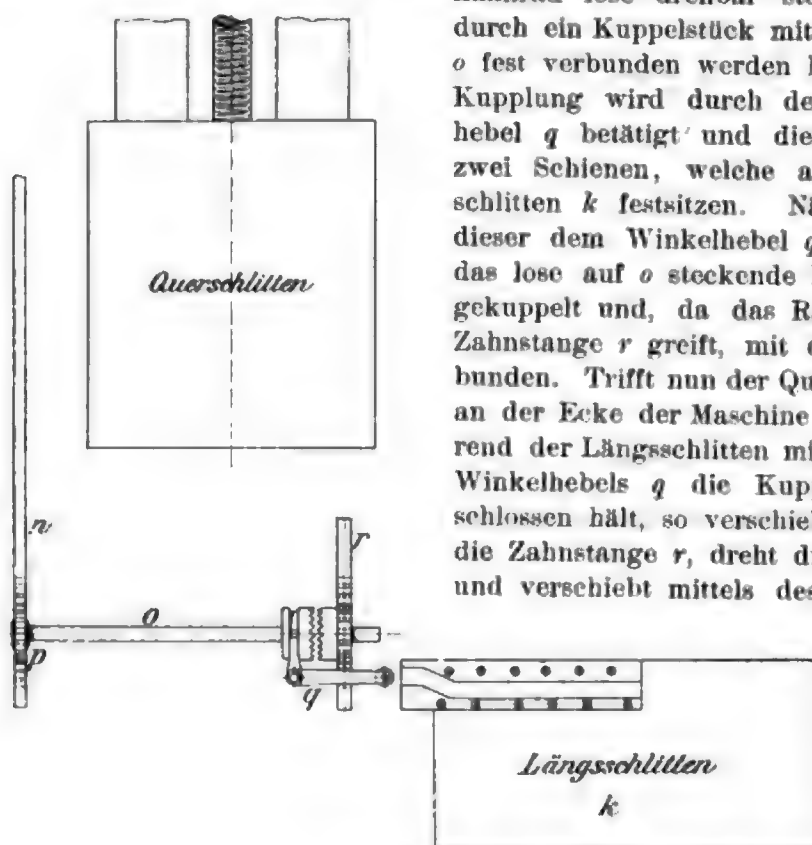 durch ein Kuppelstück mit
o fest verbunden werden
Kupplung wird durch de
hebel q betätigt und die
zwei Schienen, welche a
schlitten k festsitzen. Nä
dieser dem Winkelhebel q
das lose auf o steckende
gekuppelt und, da das R
Zahnstange r greift, mit
bunden. Trifft nun der Qu
an der Ecke der Maschine
rend der Längsschlitten mi
Winkelhebels q die Kup
schlossen hält, so verschie
die Zahnstange r, dreht d
und verschiebt mittels des
Querschlitten
n
r
o
p
q
Längsschlitten
k